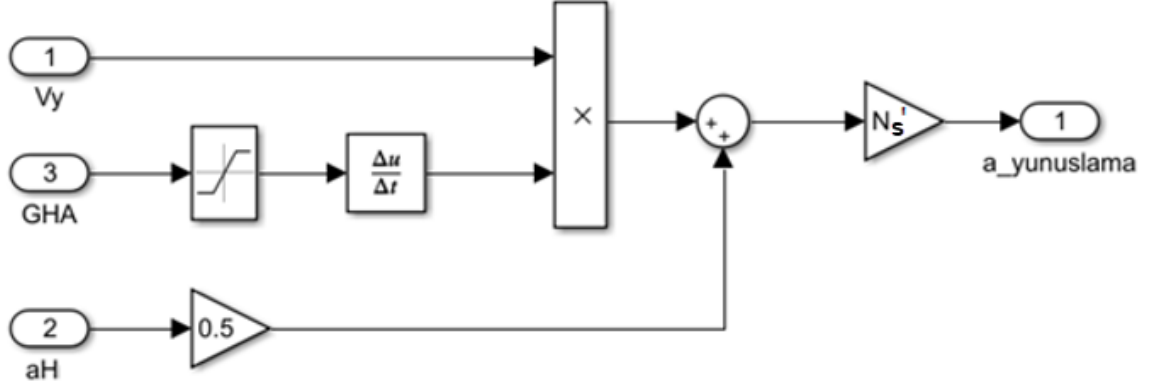 1
Vy
×
+
+
Ns'
1
a_yunuslama
3
GHA
Δu
Δt
2
aH
0.5